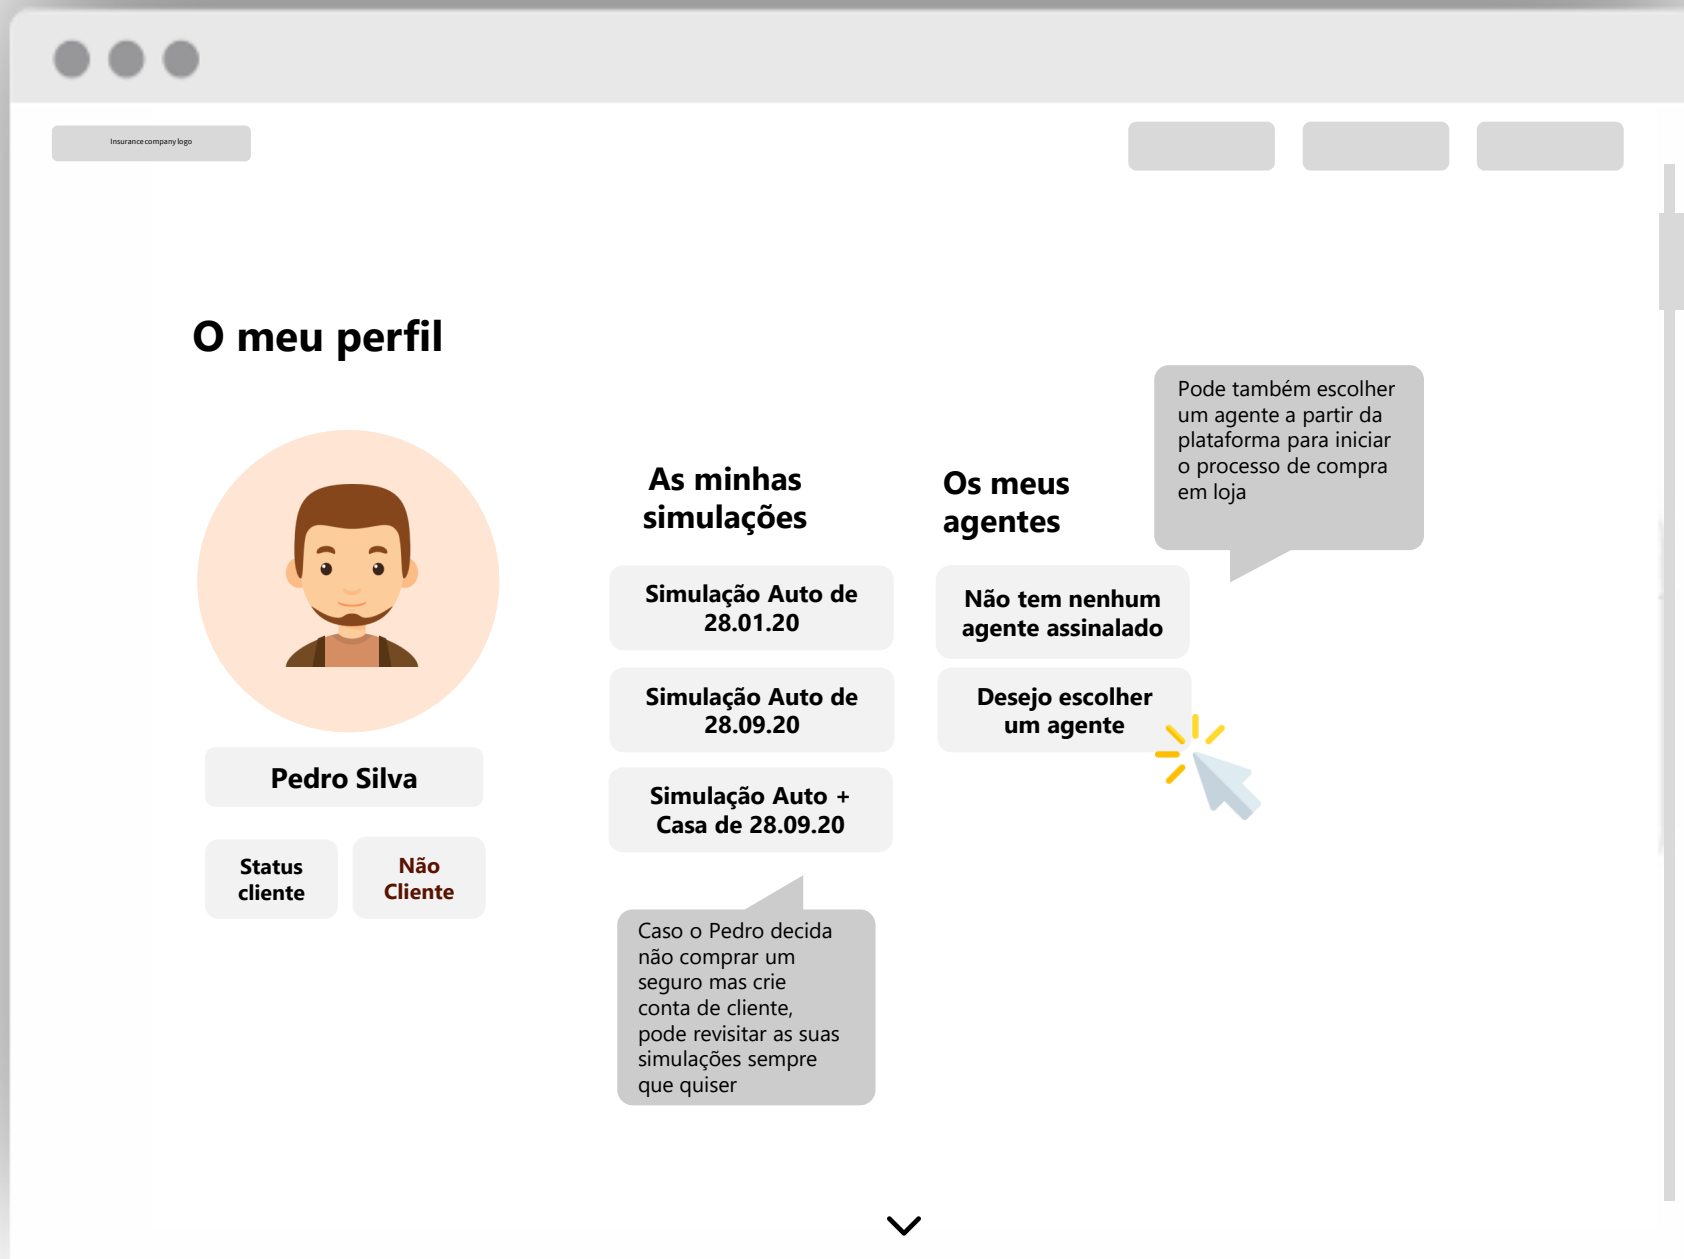 Insurance company logo
O meu perfil
Pedro Silva
Status
cliente
Não
Cliente
As minhas
simulações
Simulação Auto de
28.01.20
Simulação Auto de
28.09.20
Simulação Auto +
Casa de 28.09.20
Caso o Pedro decida
não comprar um
seguro mas crie
conta de cliente,
pode revisitar as suas
simulações sempre
que quiser
Os meus
agentes
Não tem nenhum
agente assinalado
Desejo escolher
um agente
Pode também escolher
um agente a partir da
plataforma para iniciar
o processo de compra
em loja